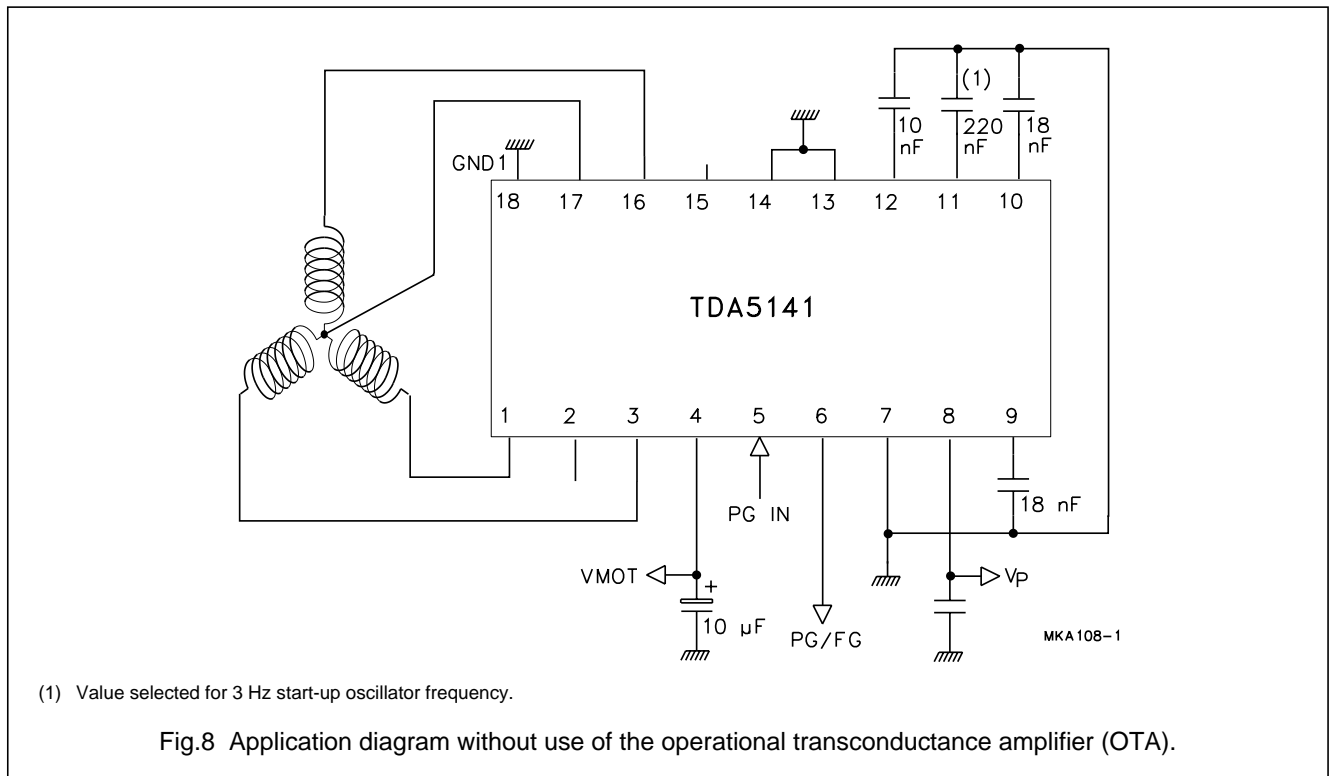 (1)
10 nF
220 nF
18 nF
GND1
18 17 16 15 14 13 12 11 10
TDA5141
1 2 3 4 5 6 7 8 9
18 nF
PG IN
VMOT
+
10 µF
PG/FG
VP
MKA108-1
(1) Value selected for 3 Hz start-up oscillator frequency.
Fig.8 Application diagram without use of the operational transconductance amplifier (OTA).